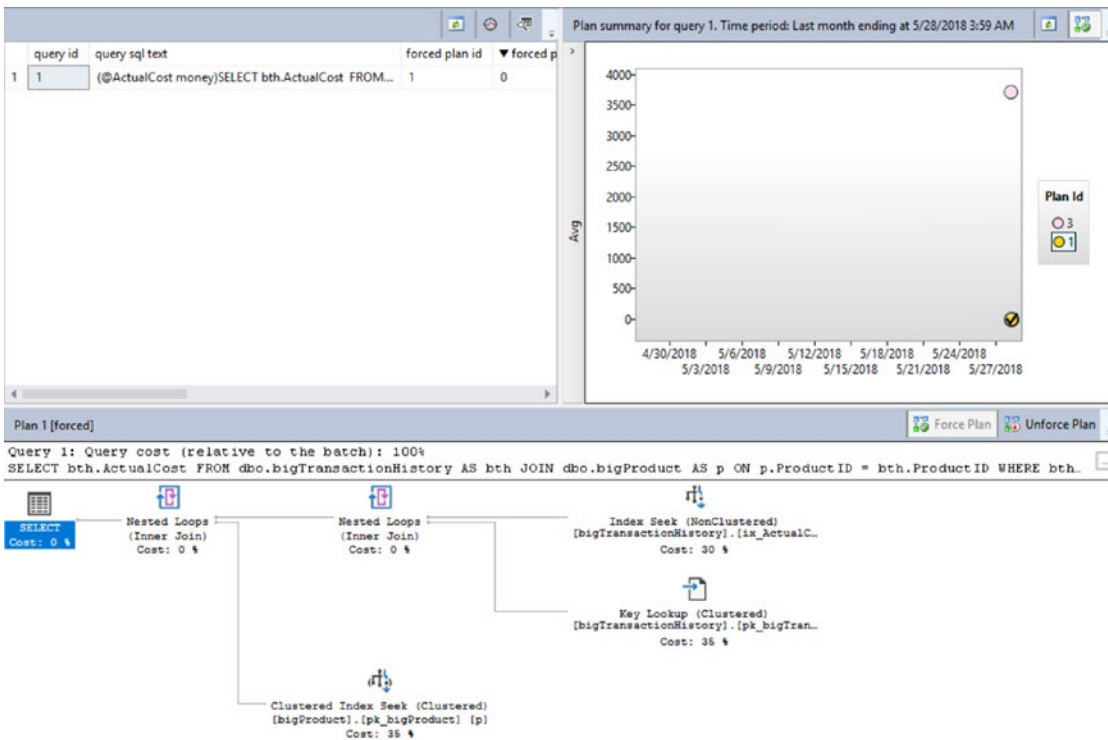 Plan summary for query 1. Time period: Last month ending at 5/28/2018 3:59 AM
query id query sql text forced plan id forced p
1 1 (@ActualCost money)SELECT bth.ActualCost FROM... 1 0
4000
3500
3000
2500
2000
1500
1000
500
0
Avg
4/30/2018 5/6/2018 5/12/2018 5/18/2018 5/24/2018
5/3/2018 5/9/2018 5/15/2018 5/21/2018 5/27/2018
Plan Id
3
1
Plan 1 [forced]
Force Plan Unforce Plan
Query 1: Query cost (relative to the batch): 100%
SELECT bth.ActualCost FROM dbo.bigTransactionHistory AS bth JOIN dbo.bigProduct AS p ON p.ProductID = bth.ProductID WHERE bth…
SELECT
Cost: 0 %
Nested Loops
(Inner Join)
Cost: 0 %
Nested Loops
(Inner Join)
Cost: 0 %
Index Seek (NonClustered)
[bigTransactionHistory].[ix_ActualC…
Cost: 30 %
Key Lookup (Clustered)
[bigTransactionHistory].[pk_bigTran…
Cost: 35 %
Clustered Index Seek (Clustered)
[bigProduct].[pk_bigProduct] [p]
Cost: 35 %